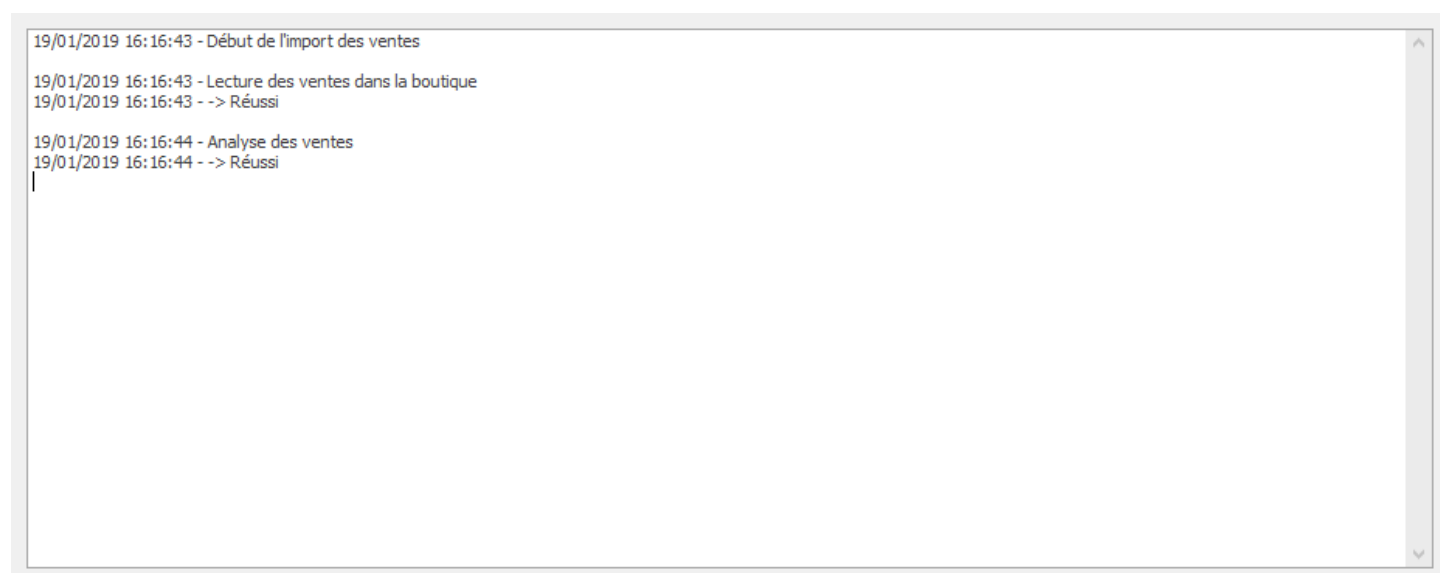 19/01/2019 16:16:43 - Début de l'import des ventes
19/01/2019 16:16:43 - Lecture des ventes dans la boutique
19/01/2019 16:16:43 - -> Réussi
19/01/2019 16:16:44 - Analyse des ventes
19/01/2019 16:16:44 - -> Réussi